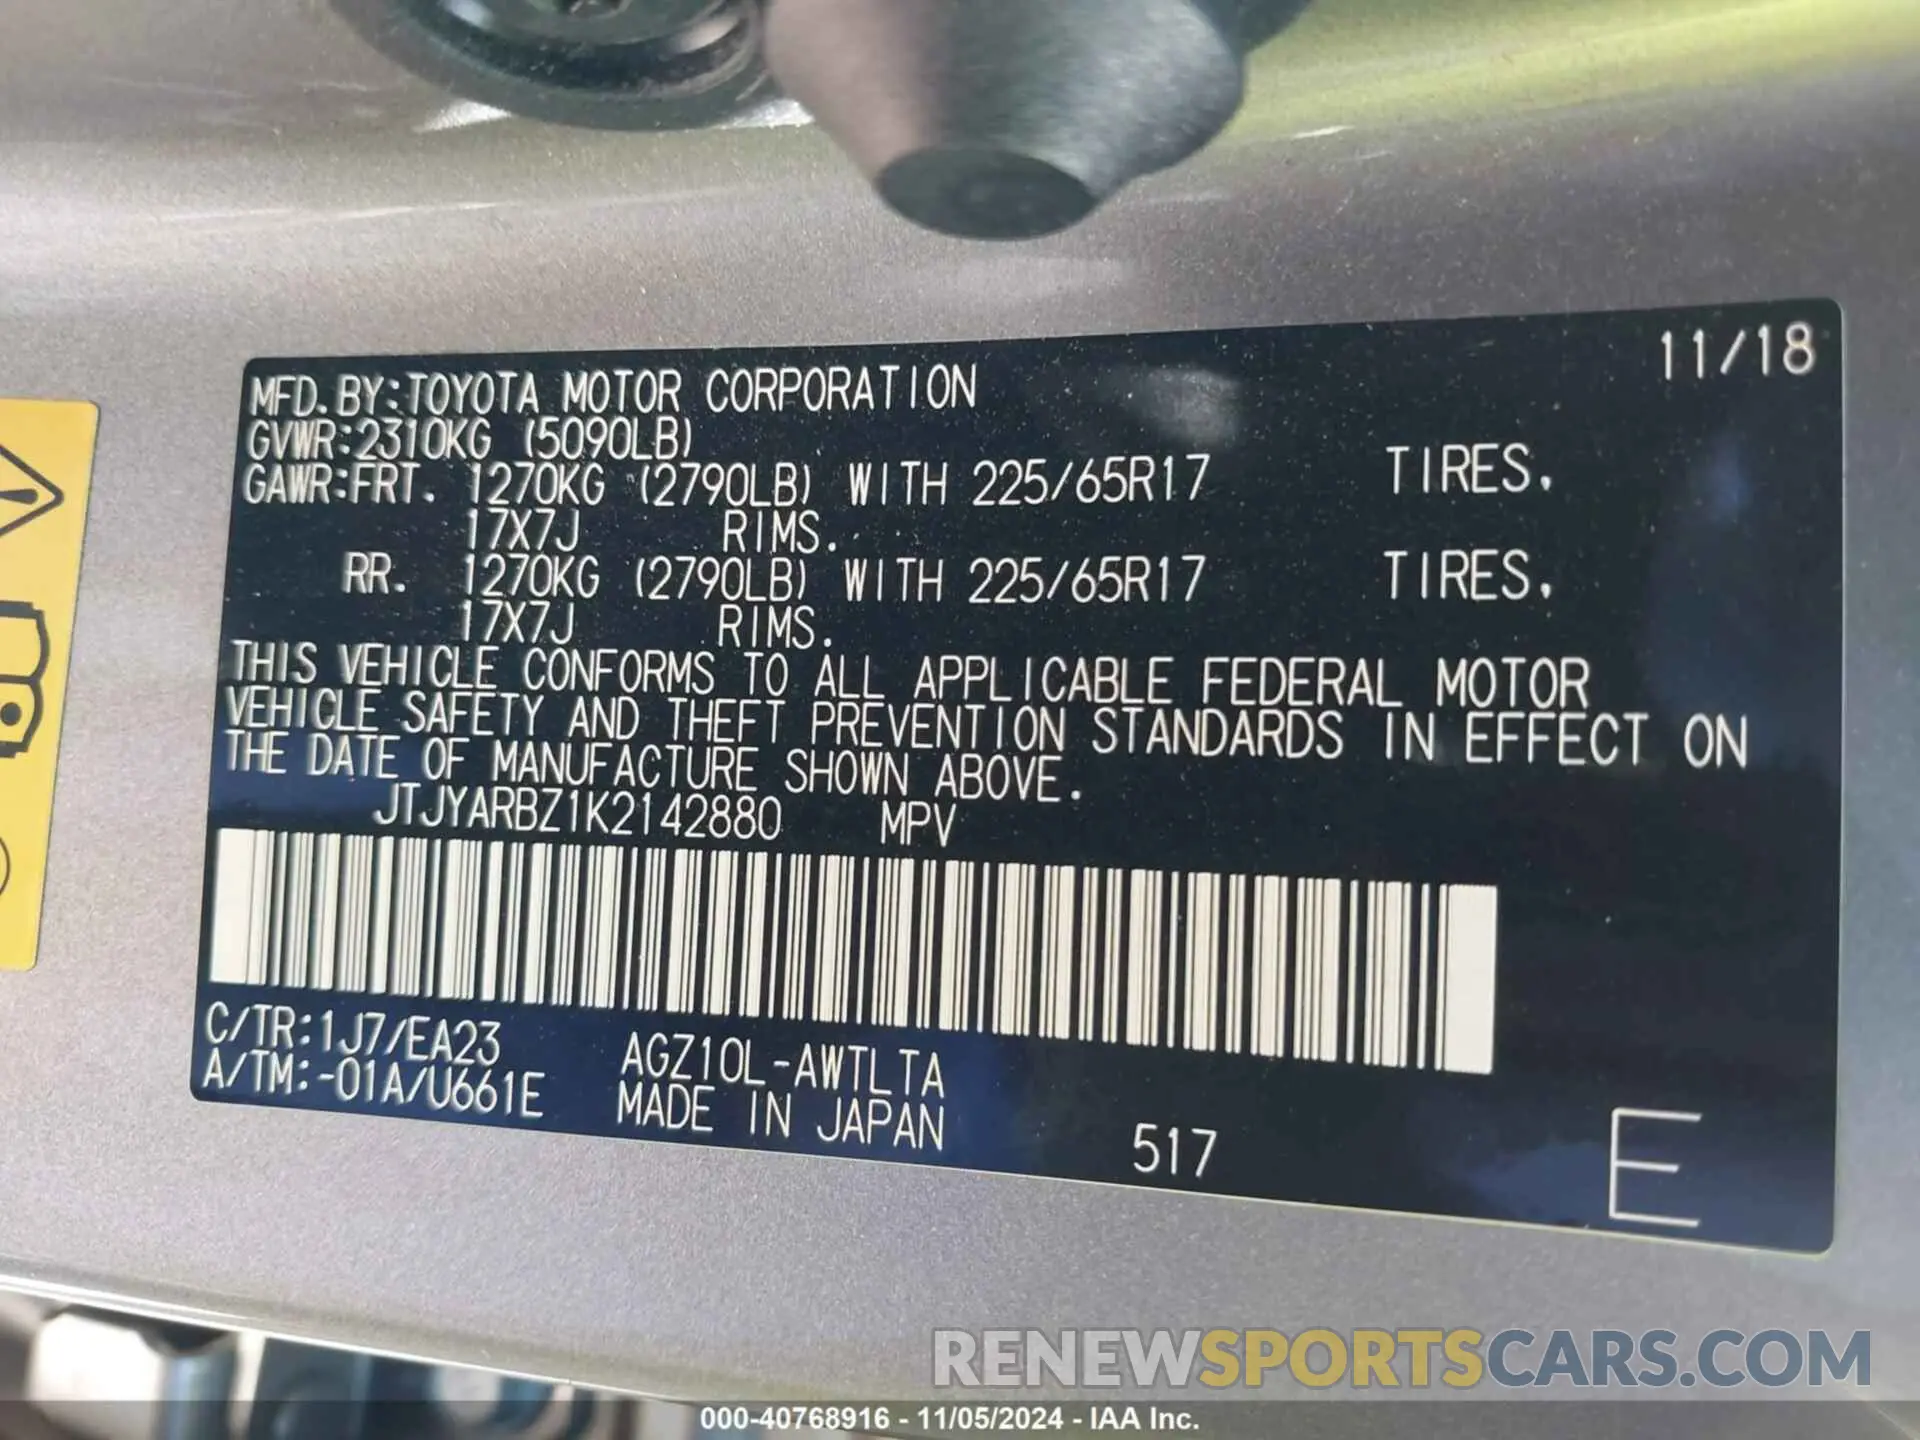 11/18
MFD. BY:TOYOTA MOTOR CORPORATION
GVWR:2310KG (5090LB)
GAWR:FRT. 1270KG (2790LB) WITH 225/65R17 TIRES.
17X7J RIMS.
RR. 1270KG (2790LB) WITH 225/65R17 TIRES.
17X7J RIMS.
THIS VEHICLE CONFORMS TO ALL APPLICABLE FEDERAL MOTOR
VEHICLE SAFETY AND THEFT PREVENTION STANDARDS IN EFFECT ON
THE DATE OF MANUFACTURE SHOWN ABOVE.
JTJYARBZ1K2142880 MPV
C/TR:1J7/EA23 AGZ10L-AWTLTA
A/TM:-01A/U661E MADE IN JAPAN 517 E
RENEWSPORTSCARS.COM
000-40768916 - 11/05/2024 - IAA Inc.